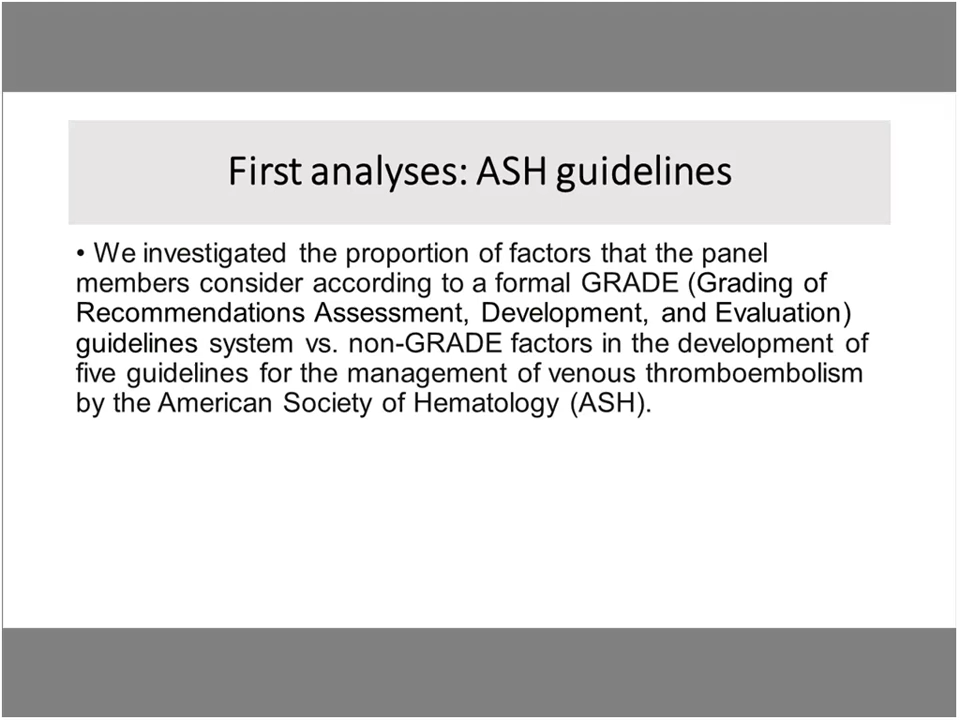 First analyses: ASH guidelines
• We investigated the proportion of factors that the panel
members consider according to a formal GRADE (Grading of
Recommendations Assessment, Development, and Evaluation)
guidelines system vs. non-GRADE factors in the development of
five guidelines for the management of venous thromboembolism
by the American Society of Hematology (ASH).